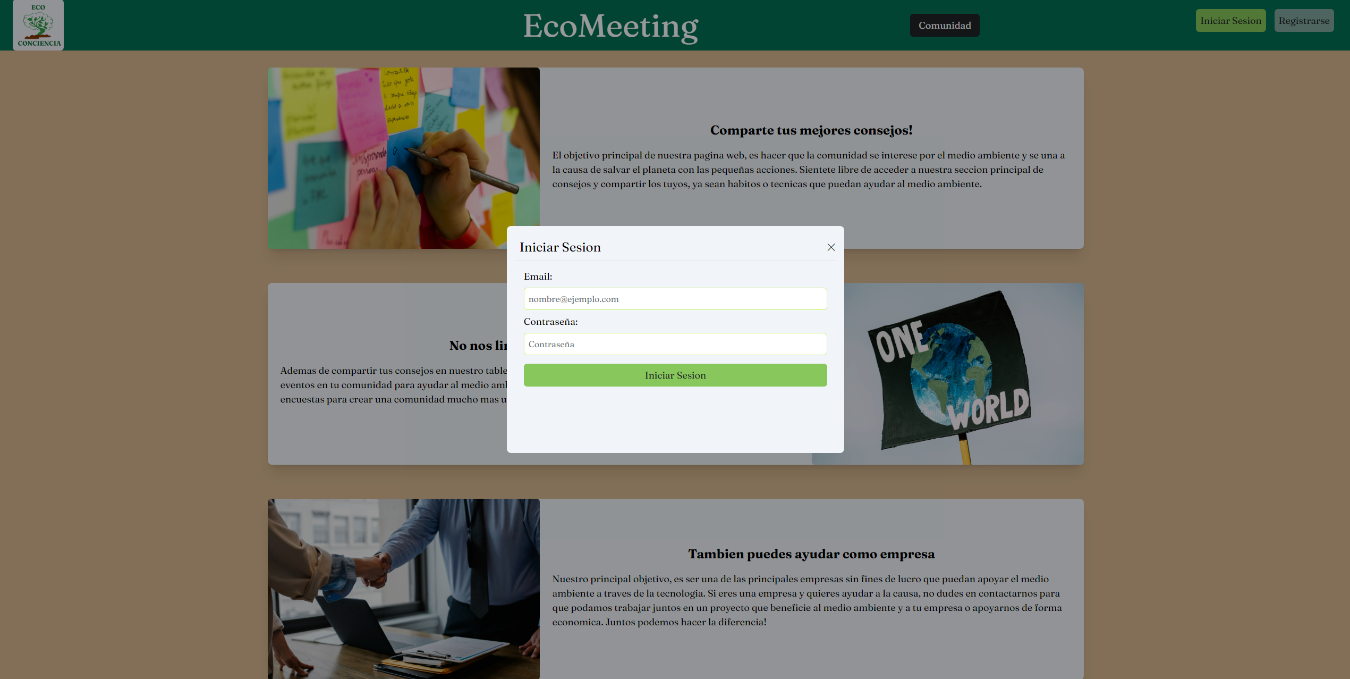 ECO
CONCIENCIA
EcoMeeting
Comunidad
Iniciar Sesion
Registrarse
Comparte tus mejores consejos!
El objetivo principal de nuestra pagina web, es hacer que la comunidad se interese por el medio ambiente y se una a
la causa de salvar el planeta con las pequeñas acciones. Sientete libre de acceder a nuestra seccion principal de
consejos y compartir los tuyos, ya sean habitos o tecnicas que puedan ayudar al medio ambiente.
Iniciar Sesion
Email:
nombre@ejemplo.com
Contraseña:
Contraseña
Iniciar Sesion
No nos
Ademas de compartir tus consejos en nuestro
eventos en tu comunidad para ayudar al medio
encuestas para crear una comunidad mucho mas
ONE
WORLD
Tambien puedes ayudar como empresa
Nuestro principal objetivo, es ser una de las principales empresas sin fines de lucro que puedan apoyar el medio
ambiente a traves de la tecnologia. Si eres una empresa y quieres ayudar a la causa, no dudes en contactarnos para
que podamos trabajar juntos en un proyecto que beneficie al medio ambiente y a tu empresa o apoyarnos de forma
economica. Juntos podemos hacer la diferencia!